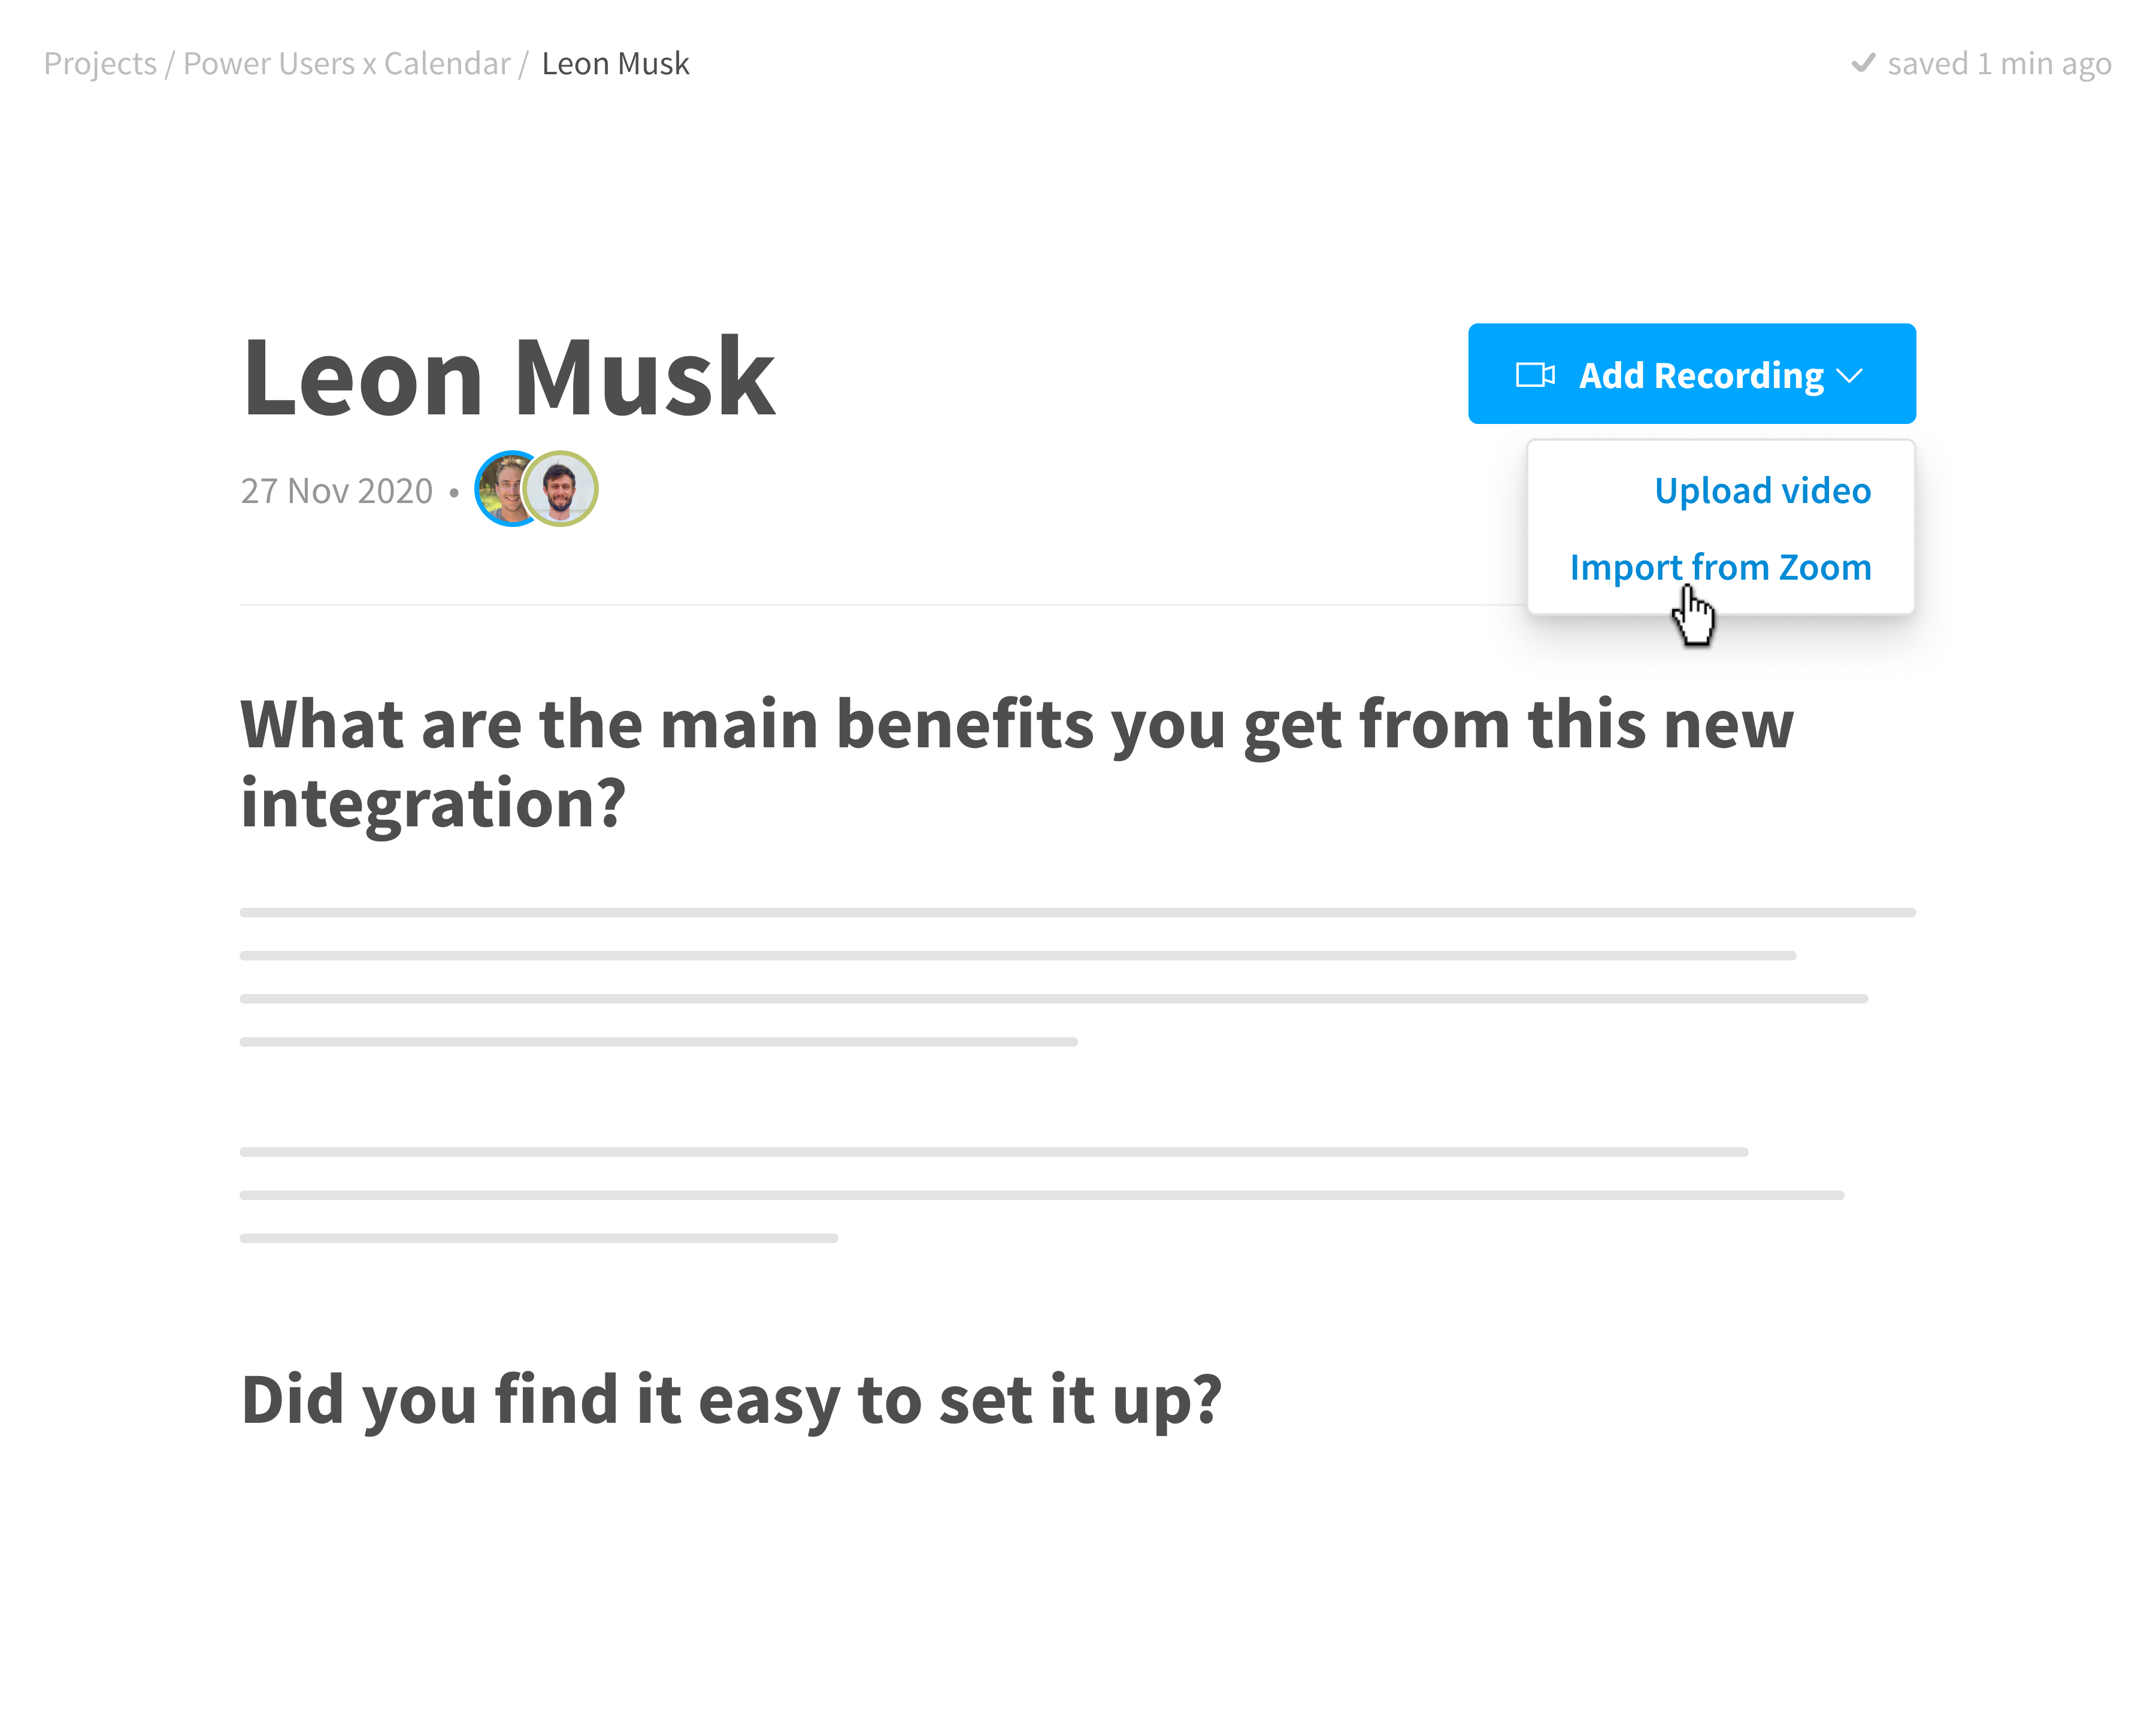 Projects / Power Users x Calendar / Leon Musk
saved 1 min ago
Leon Musk
Add Recording
27 Nov 2020 •
Upload video
Import from Zoom
What are the main benefits you get from this new
integration?
Did you find it easy to set it up?